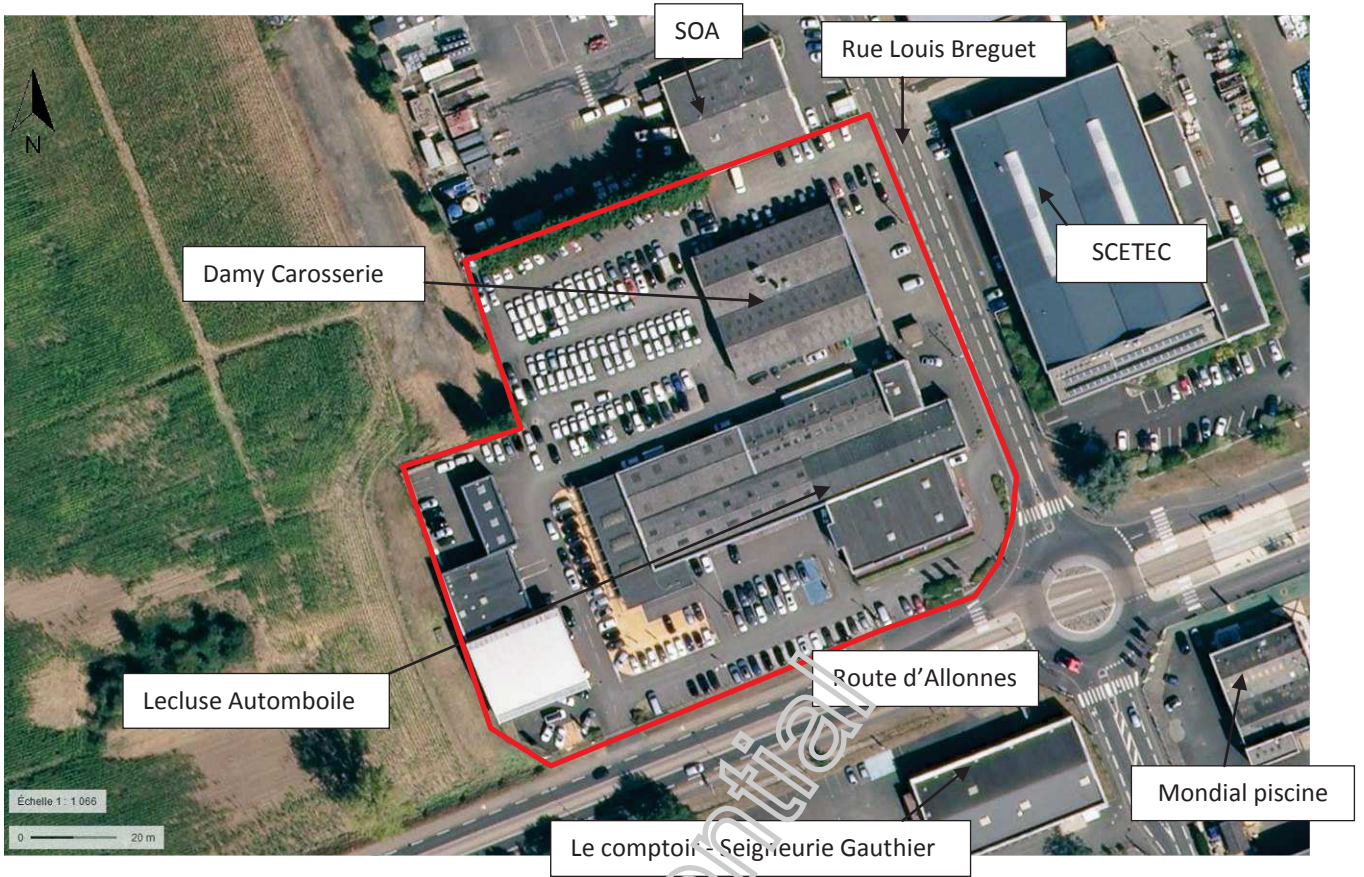 SOA
Rue Louis Breguet
N
SCETEC
Damy Carosserie
Lecluse Automboile
Route d'Allonnes
Mondial piscine
Échelle 1 : 1 066
0 20 m
Le comptoir - Seigneurie Gauthier